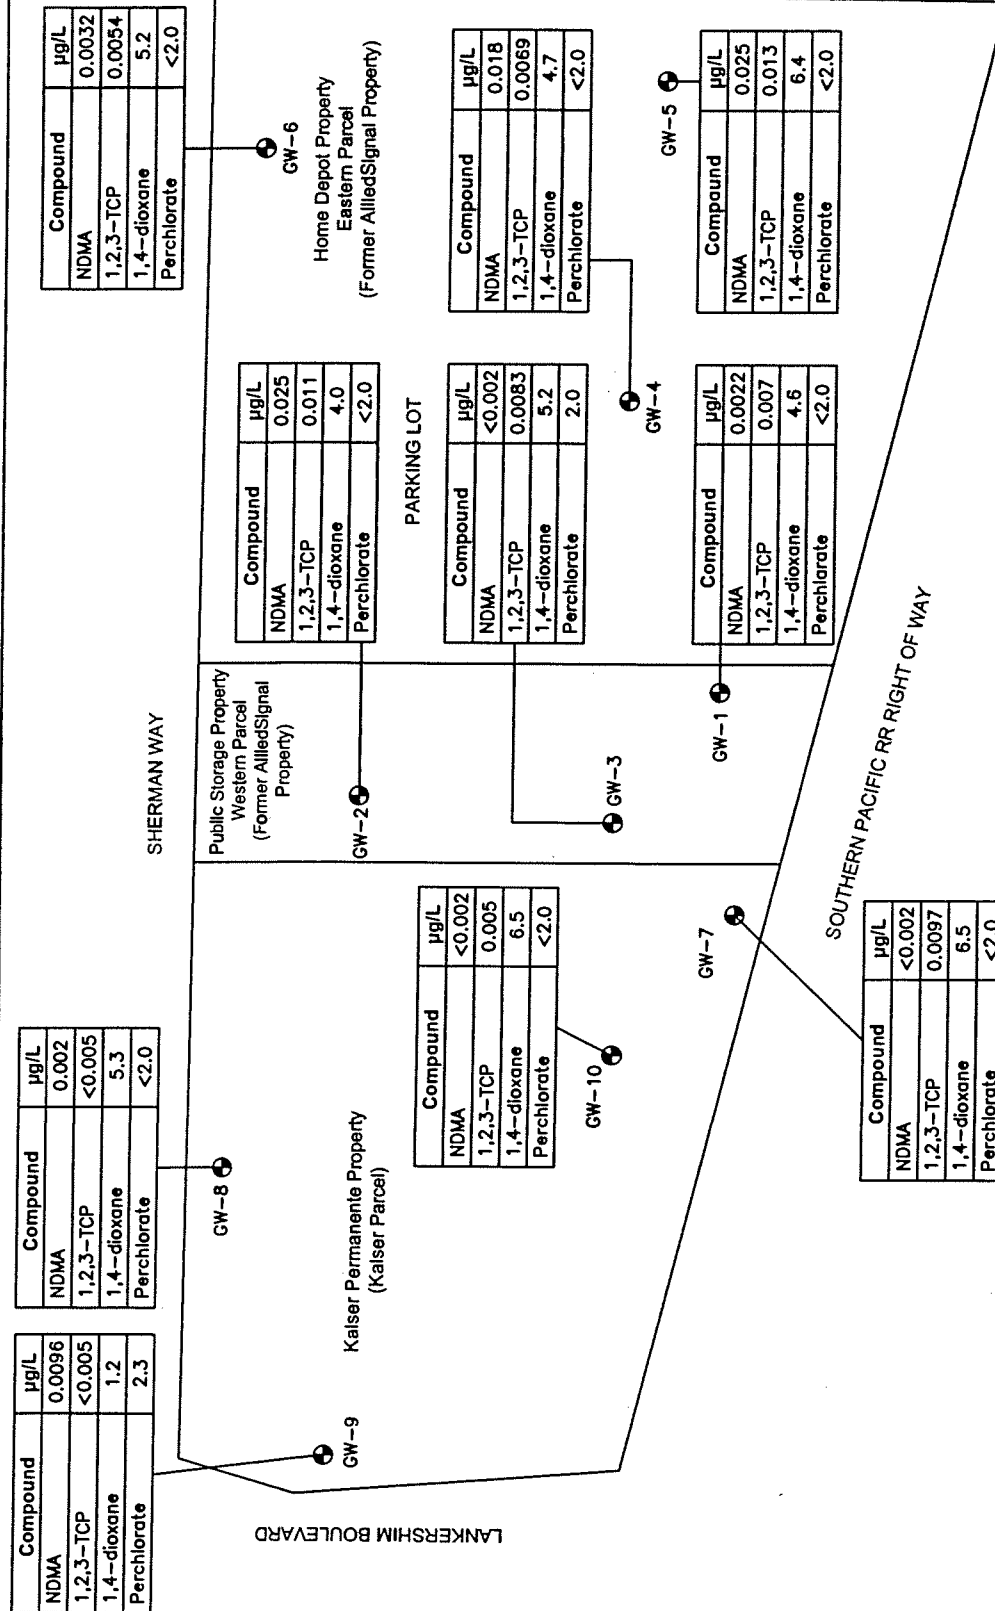 Compound µg/L
NDMA 0.0096
1,2,3-TCP <0.005
1,4-dioxane 1.2
Perchlorate 2.3
Compound µg/L
NDMA 0.002
1,2,3-TCP <0.005
1,4-dioxane 5.3
Perchlorate <2.0
Compound µg/L
NDMA 0.0032
1,2,3-TCP 0.0054
1,4-dioxane 5.2
Perchlorate <2.0
SHERMAN WAY
LANKERSHIM BOULEVARD
GW-9
GW-8
Kaiser Permanente Property
(Kaiser Parcel)
Public Storage Property
Western Parcel
(Former AlliedSignal
Property)
GW-2
Compound µg/L
NDMA 0.025
1,2,3-TCP 0.011
1,4-dioxane 4.0
Perchlorate <2.0
GW-6
Home Depot Property
Eastern Parcel
(Former AlliedSignal Property)
PARKING LOT
Compaund µg/L
NDMA <0.002
1,2,3-TCP 0.005
1,4-dioxane 6.5
Perchlorate <2.0
GW-10
GW-3
Compound µg/L
NDMA <0.002
1,2,3-TCP 0.0083
1,4-dioxane 5.2
Perchlorate 2.0
Compound µg/L
NDMA 0.018
1,2,3-TCP 0.0069
1,4-dioxane 4.7
Perchlorate <2.0
GW-4
GW-5
GW-7
GW-1
Compound µg/L
NDMA 0.0022
1,2,3-TCP 0.007
1,4-dioxane 4.6
Perchlarate <2.0
Compaund µg/L
NDMA 0.025
1,2,3-TCP 0.013
1,4-dioxane 6.4
Perchlorate <2.0
SOUTHERN PACIFIC RR RIGHT OF WAY
Compound µg/L
NDMA <0.002
1,2,3-TCP 0.0097
1,4-dioxane 6.5
Perchlorate <2.0